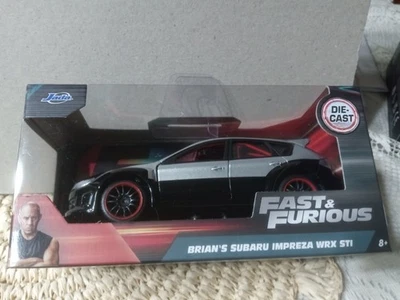 Jada
DIE-
CAST
FAST &
FURIOUS
BRIAN'S SUBARU IMPREZA WRX STI
8+